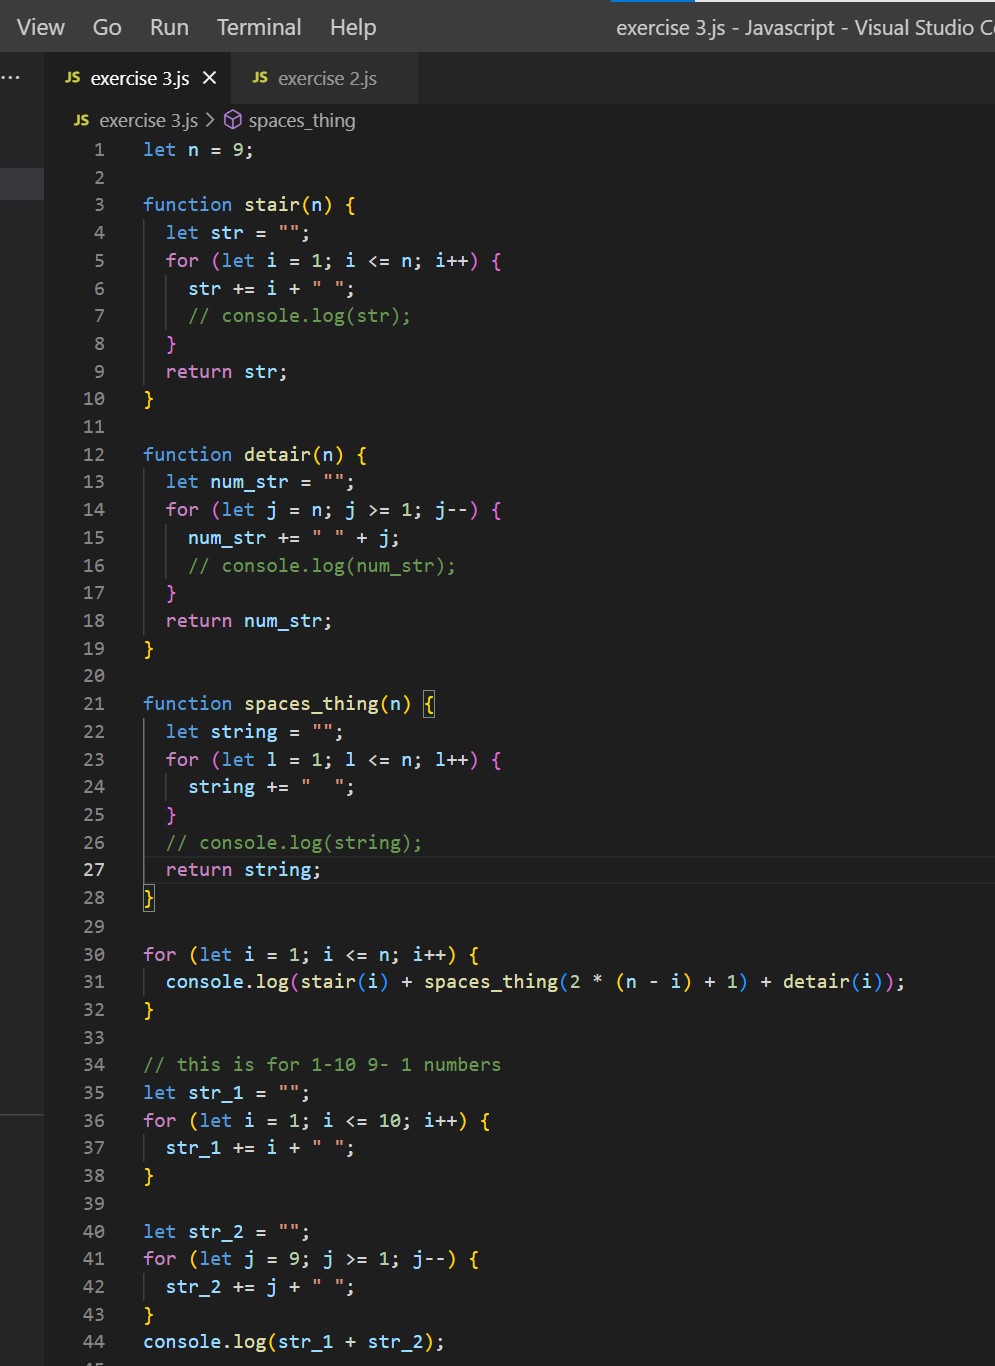 View Go Run Terminal Help exercise 3.js - Javascript - Visual Studio
... JS exercise 3.js × JS exercise 2.js
JS exercise 3.js > spaces_thing
1 let n = 9;
2
3 function stair(n) {
4   let str = "";
5   for (let i = 1; i <= n; i++) {
6     str += i + " ";
7     // console.log(str);
8   }
9   return str;
10 }
11
12 function detair(n) {
13   let num_str = "";
14   for (let j = n; j >= 1; j--) {
15     num_str += " " + j;
16     // console.log(num_str);
17   }
18   return num_str;
19 }
20
21 function spaces_thing(n) {
22   let string = "";
23   for (let l = 1; l <= n; l++) {
24     string += "  ";
25   }
26   // console.log(string);
27   return string;
28 }
29
30 for (let i = 1; i <= n; i++) {
31   console.log(stair(i) + spaces_thing(2 * (n - i) + 1) + detair(i));
32 }
33
34 // this is for 1-10 9- 1 numbers
35 let str_1 = "";
36 for (let i = 1; i <= 10; i++) {
37   str_1 += i + " ";
38 }
39
40 let str_2 = "";
41 for (let j = 9; j >= 1; j--) {
42   str_2 += j + " ";
43 }
44 console.log(str_1 + str_2);